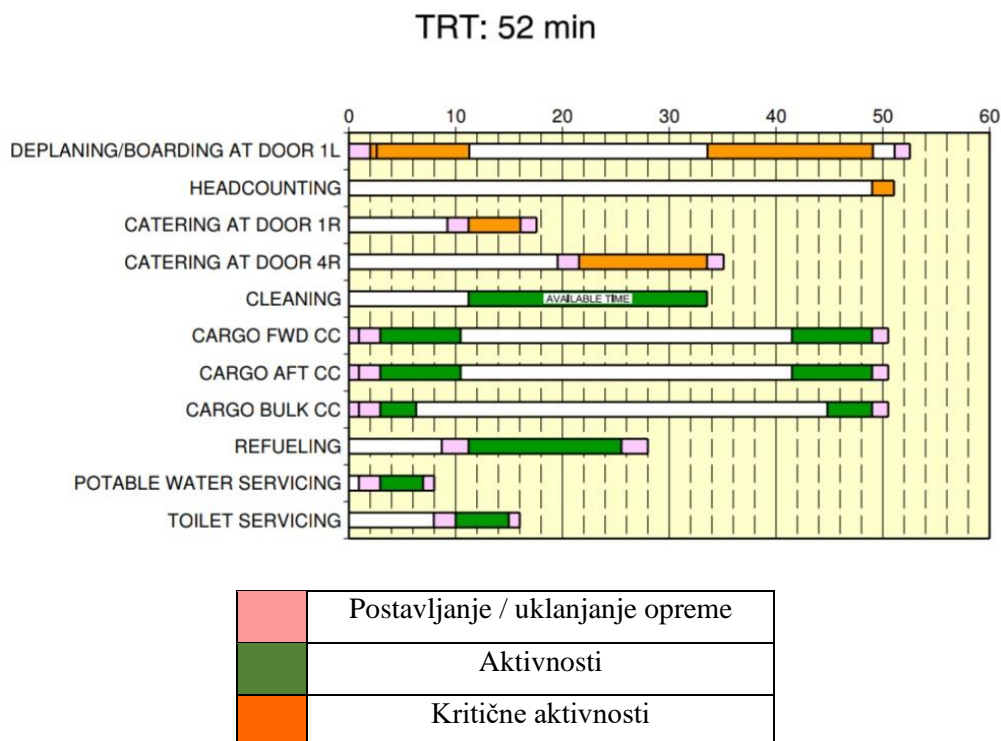 TRT: 52 min
0 10 20 30 40 50 60
DEPLANING/BOARDING AT DOOR 1L
HEADCOUNTING
CATERING AT DOOR 1R
CATERING AT DOOR 4R
CLEANING AVAILABLE TIME
CARGO FWD CC
CARGO AFT CC
CARGO BULK CC
REFUELING
POTABLE WATER SERVICING
TOILET SERVICING
Postavljanje / uklanjanje opreme
Aktivnosti
Kritične aktivnosti